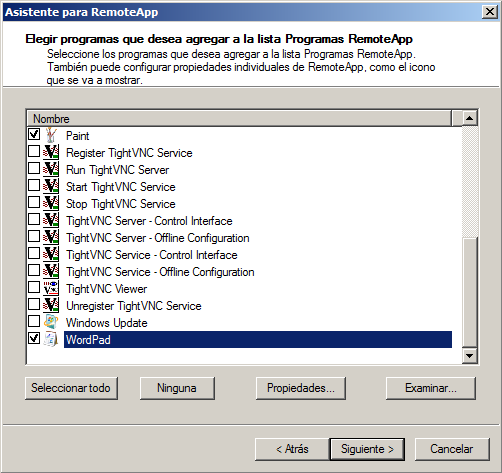 Asistente para RemoteApp
Elegir programas que desea agregar a la lista Programas RemoteApp
Seleccione los programas que desea agregar a la lista Programas RemoteApp.
También puede configurar propiedades individuales de RemoteApp, como el icono
que se va a mostrar.
Nombre
Paint
Register TightVNC Service
Run TightVNC Server
Start TightVNC Service
Stop TightVNC Service
TightVNC Server - Control Interface
TightVNC Server - Offline Configuration
TightVNC Service - Control Interface
TightVNC Service - Offline Configuration
TightVNC Viewer
Unregister TightVNC Service
Windows Update
WordPad
Seleccionar todo Ninguna Propiedades... Examinar...
< Atrás Siguiente > Cancelar